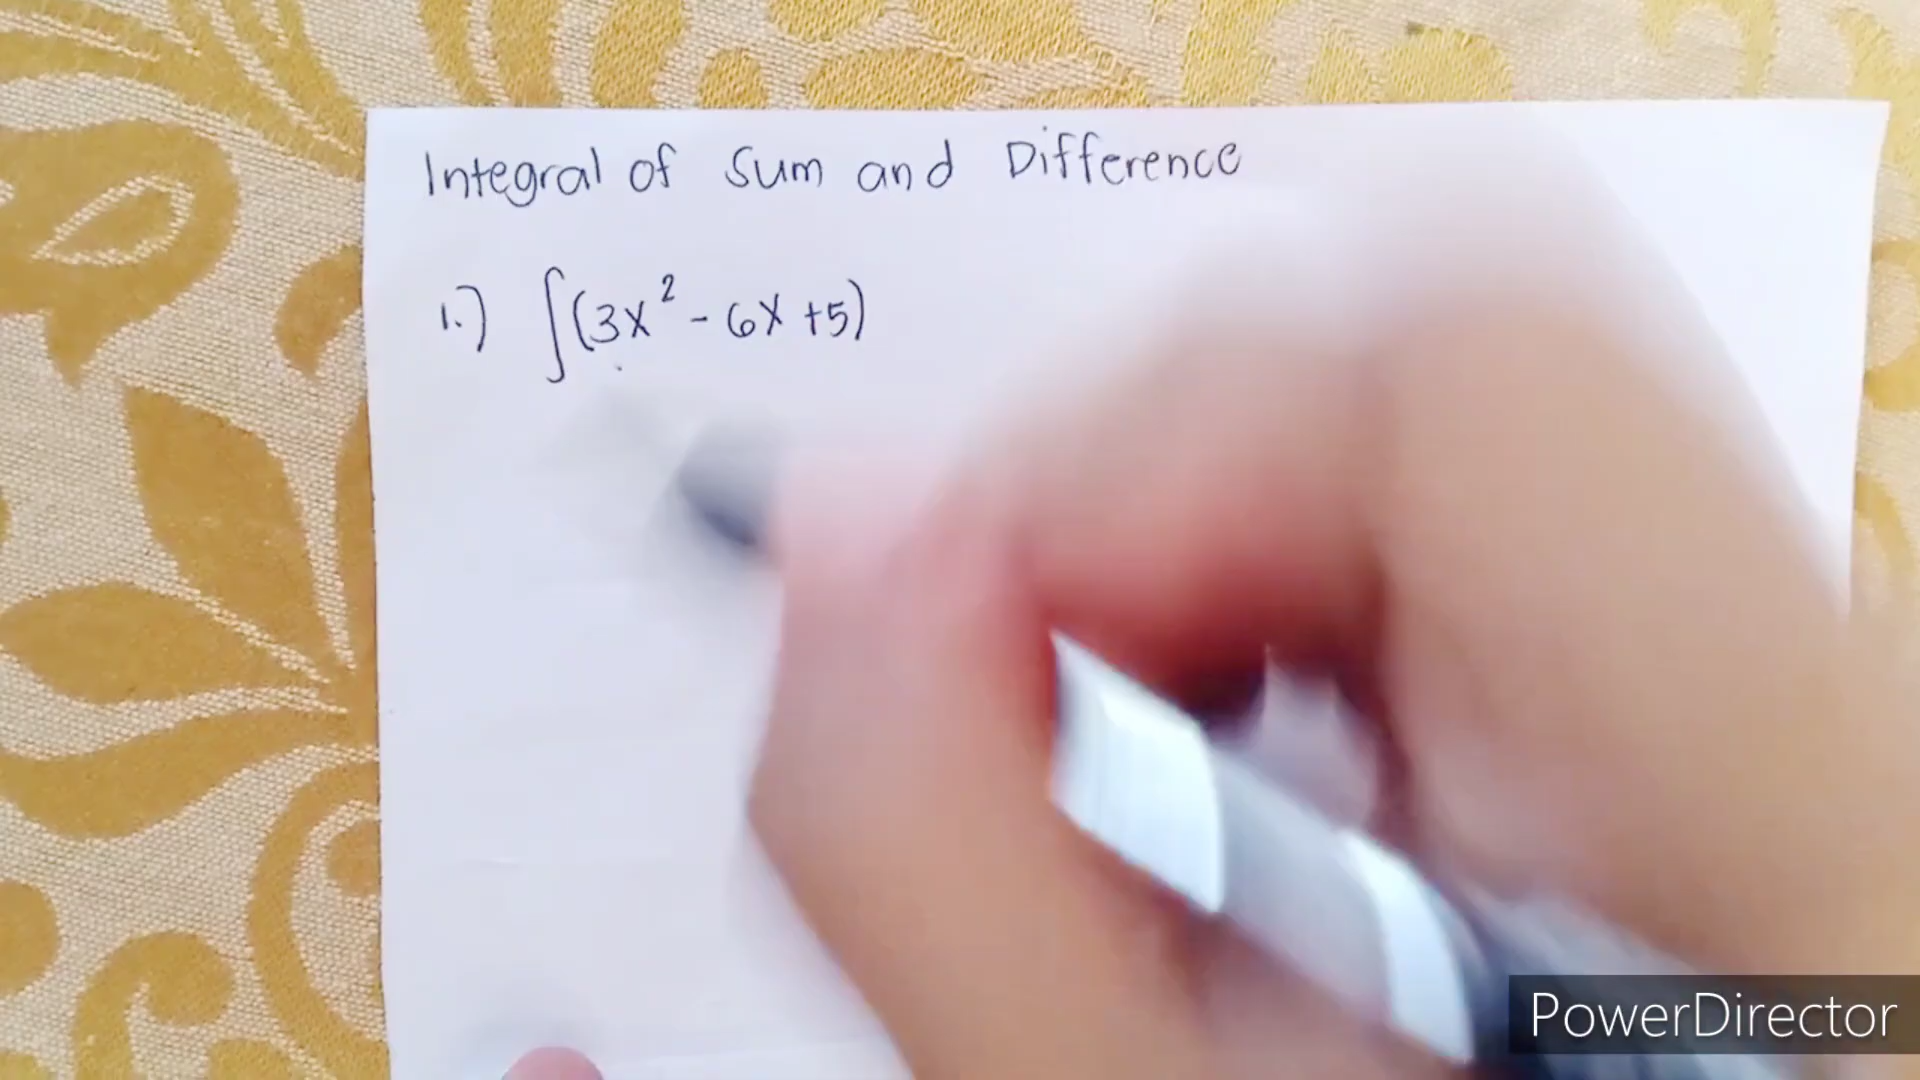 Integral of Sum and Difference
1.) ∫(3x² - 6x +5)
PowerDirector